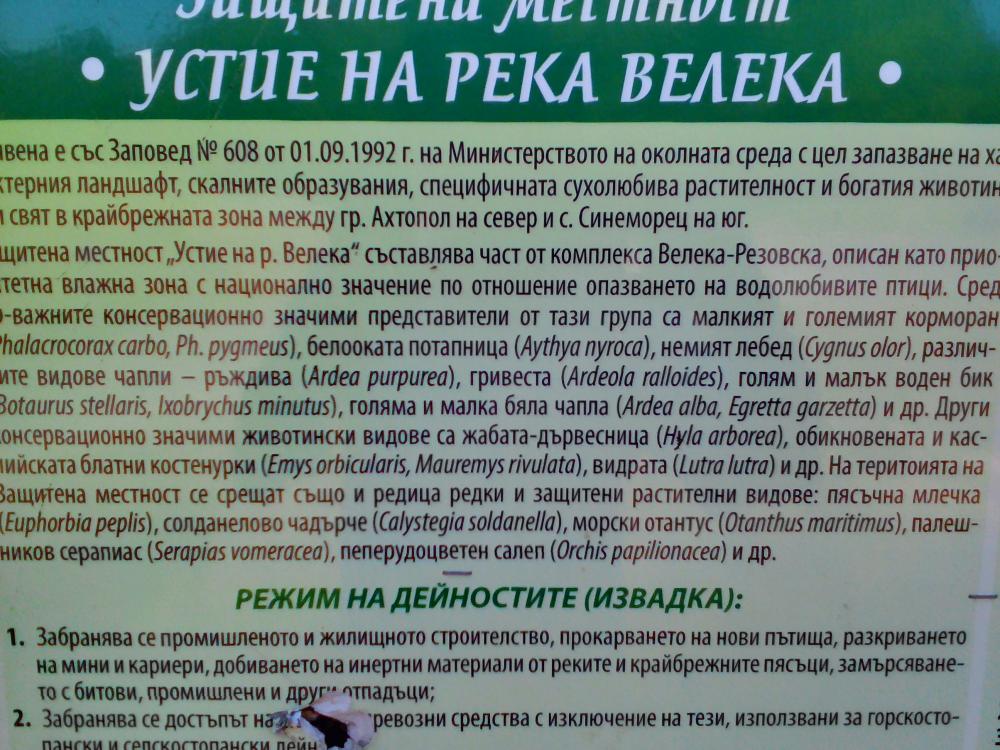 Защитена местност
• УСТИЕ НА РЕКА ВЕЛЕКА •
авена е със Заповед № 608 от 01.09.1992 г. на Министерството на околната среда с цел запазване на ха
ктерния ландшафт, скалните образувания, специфичната сухолюбива растителност и богатия животин
и свят в крайбрежната зона между гр. Ахтопол на север и с. Синеморец на юг.
ащитена местност „Устие на р. Велека“ съставлява част от комплекса Велека-Резовска, описан като прио-
тетна влажна зона с национално значение по отношение опазването на водолюбивите птици. Сред
о-важните консервационно значими представители от тази група са малкият и големият корморан
Phalacrocorax carbo, Ph. pygmeus), белооката потапница (Aythya nyroca), немият лебед (Cygnus olor), различ-
ите видове чапли – ръждива (Ardea purpurea), гривеста (Ardeola ralloides), голям и малък воден бик
Botaurus stellaris, Ixobrychus minutus), голяма и малка бяла чапла (Ardea alba, Egretta garzetta) и др. Други
консервационно значими животински видове са жабата-дървесница (Hyla arborea), обикновената и кас-
пийската блатни костенурки (Emys orbicularis, Mauremys rivulata), видрата (Lutra lutra) и др. На теритоията на
Защитена местност се срещат също и редица редки и защитени растителни видове: пясъчна млечка
(Euphorbia peplis), солданелово чадърче (Calystegia soldanella), морски отантус (Otanthus maritimus), палеш-
ников серапиас (Serapias vomeracea), пеперудоцветен салеп (Orchis papilionacea) и др.
РЕЖИМ НА ДЕЙНОСТИТЕ (ИЗВАДКА):
1. Забранява се промишленото и жилищното строителство, прокарването на нови пътища, разкриването
на мини и кариери, добиването на инертни материали от реките и крайбрежните пясъци, замърсяване-
то с битови, промишлени и други отпадъци;
2. Забранява се достъпът на ревозни средства с изключение на тези, използвани за горскосто-
пански и селскостопански дейн